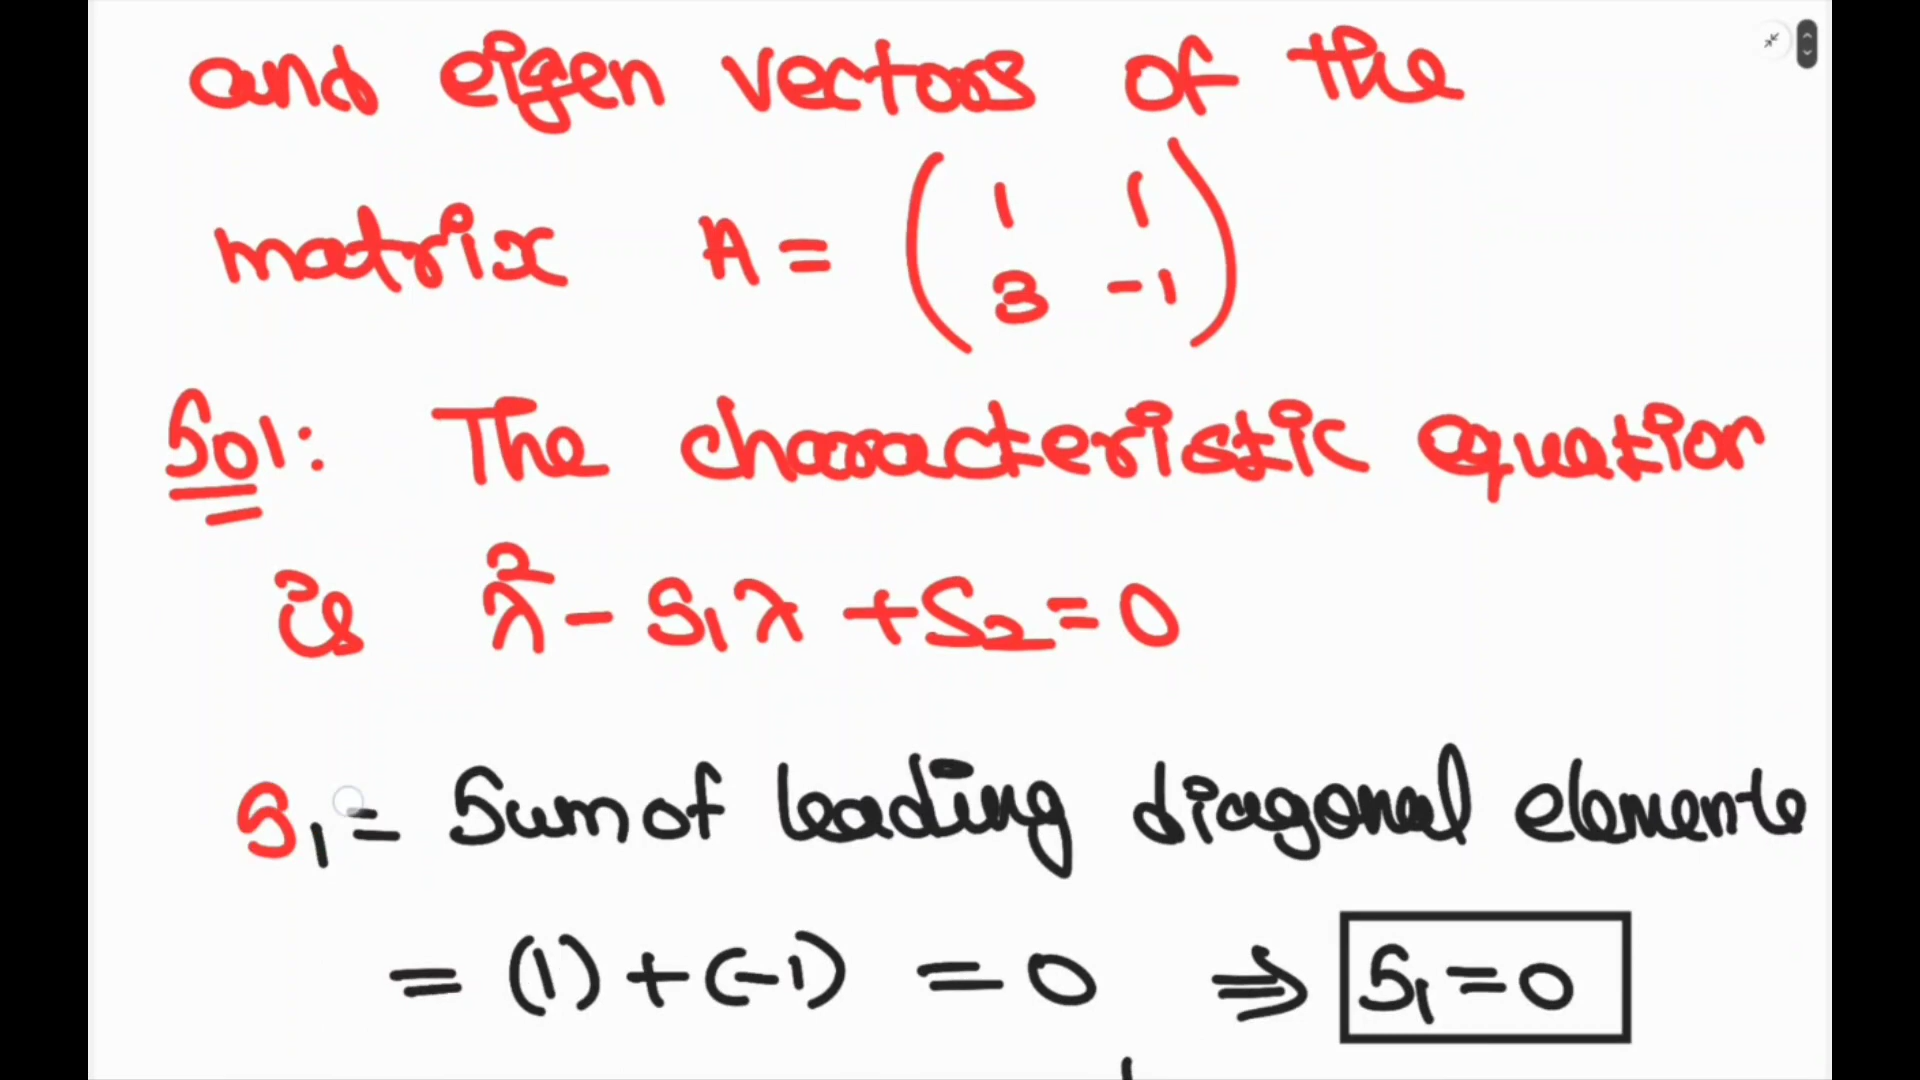 and eigen vectors of the
matrix A = ( 1 1
3 -1 )
Sol: The characteristic equation
is λ² - S₁λ + S₂ = 0
S₁ = Sum of leading diagonal elements
= (1) + (-1) = 0 ⇒ S₁ = 0